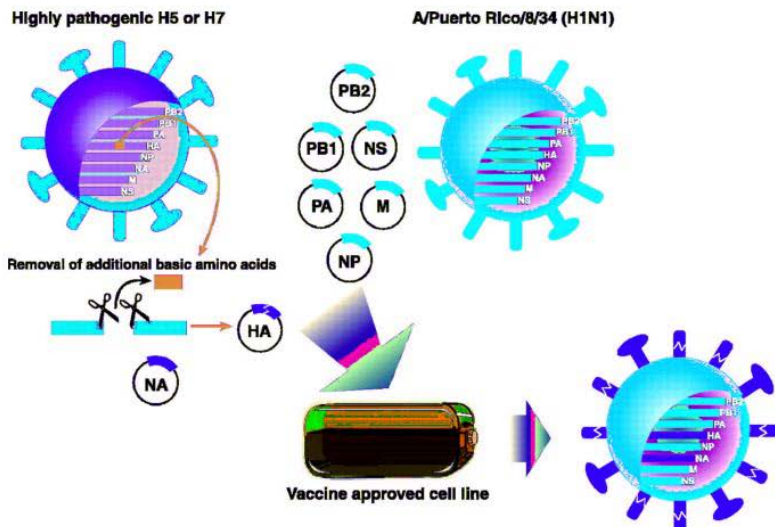 Highly pathogenic H5 or H7
A/Puerto Rico/8/34 (H1N1)
PB2
PB1
PA
HA
NP
NA
M
NS
PB2
PB1
NS
PA
M
NP
PB2
PB1
PA
HA
NP
NA
M
NS
Removal of additional basic amino acids
HA
NA
Vaccine approved cell line
PB2
PB1
PA
HA
NP
NA
M
NS